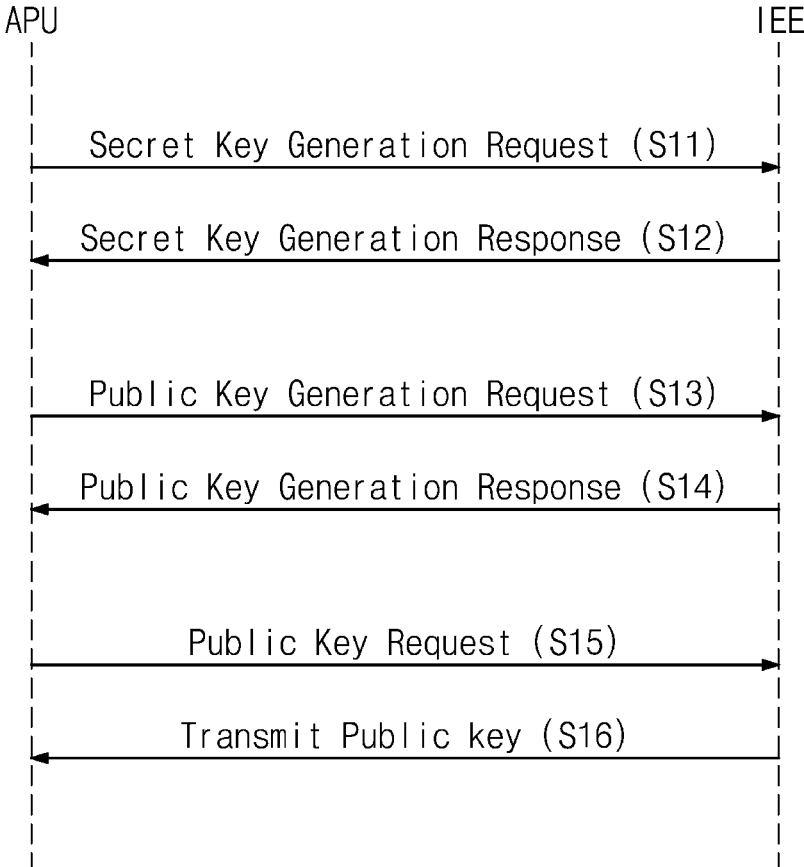 APU IEE
Secret Key Generation Request (S11)
Secret Key Generation Response (S12)
Public Key Generation Request (S13)
Public Key Generation Response (S14)
Public Key Request (S15)
Transmit Public key (S16)